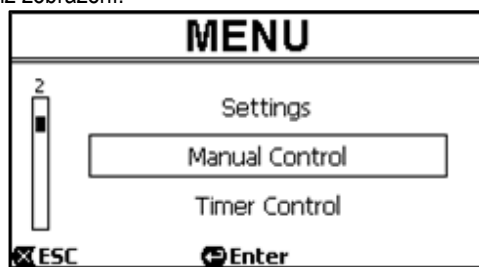 MENU
2
Settings
Manual Control
Timer Control
ESC
Enter